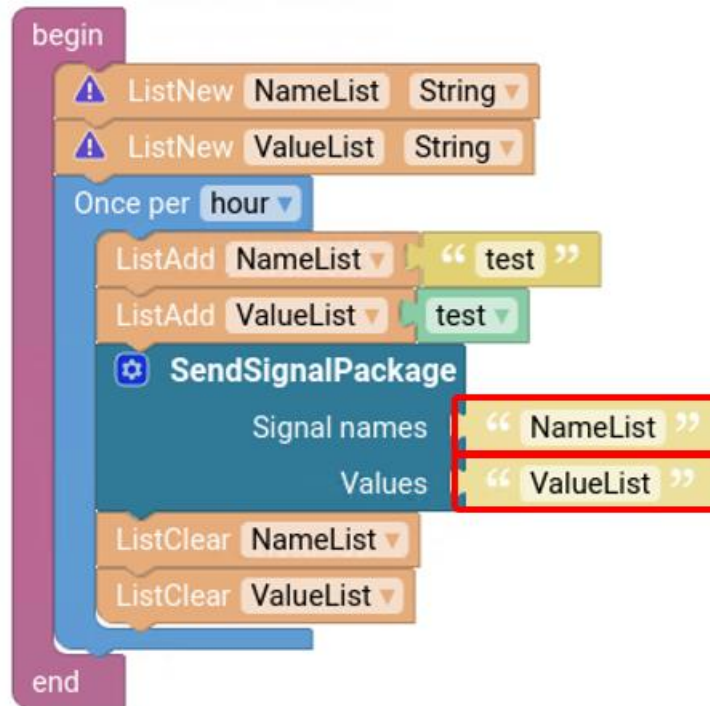 begin
ListNew NameList String
ListNew ValueList String
Once per hour
ListAdd NameList “ test ”
ListAdd ValueList test
SendSignalPackage
Signal names “ NameList ”
Values “ ValueList ”
ListClear NameList
ListClear ValueList
end